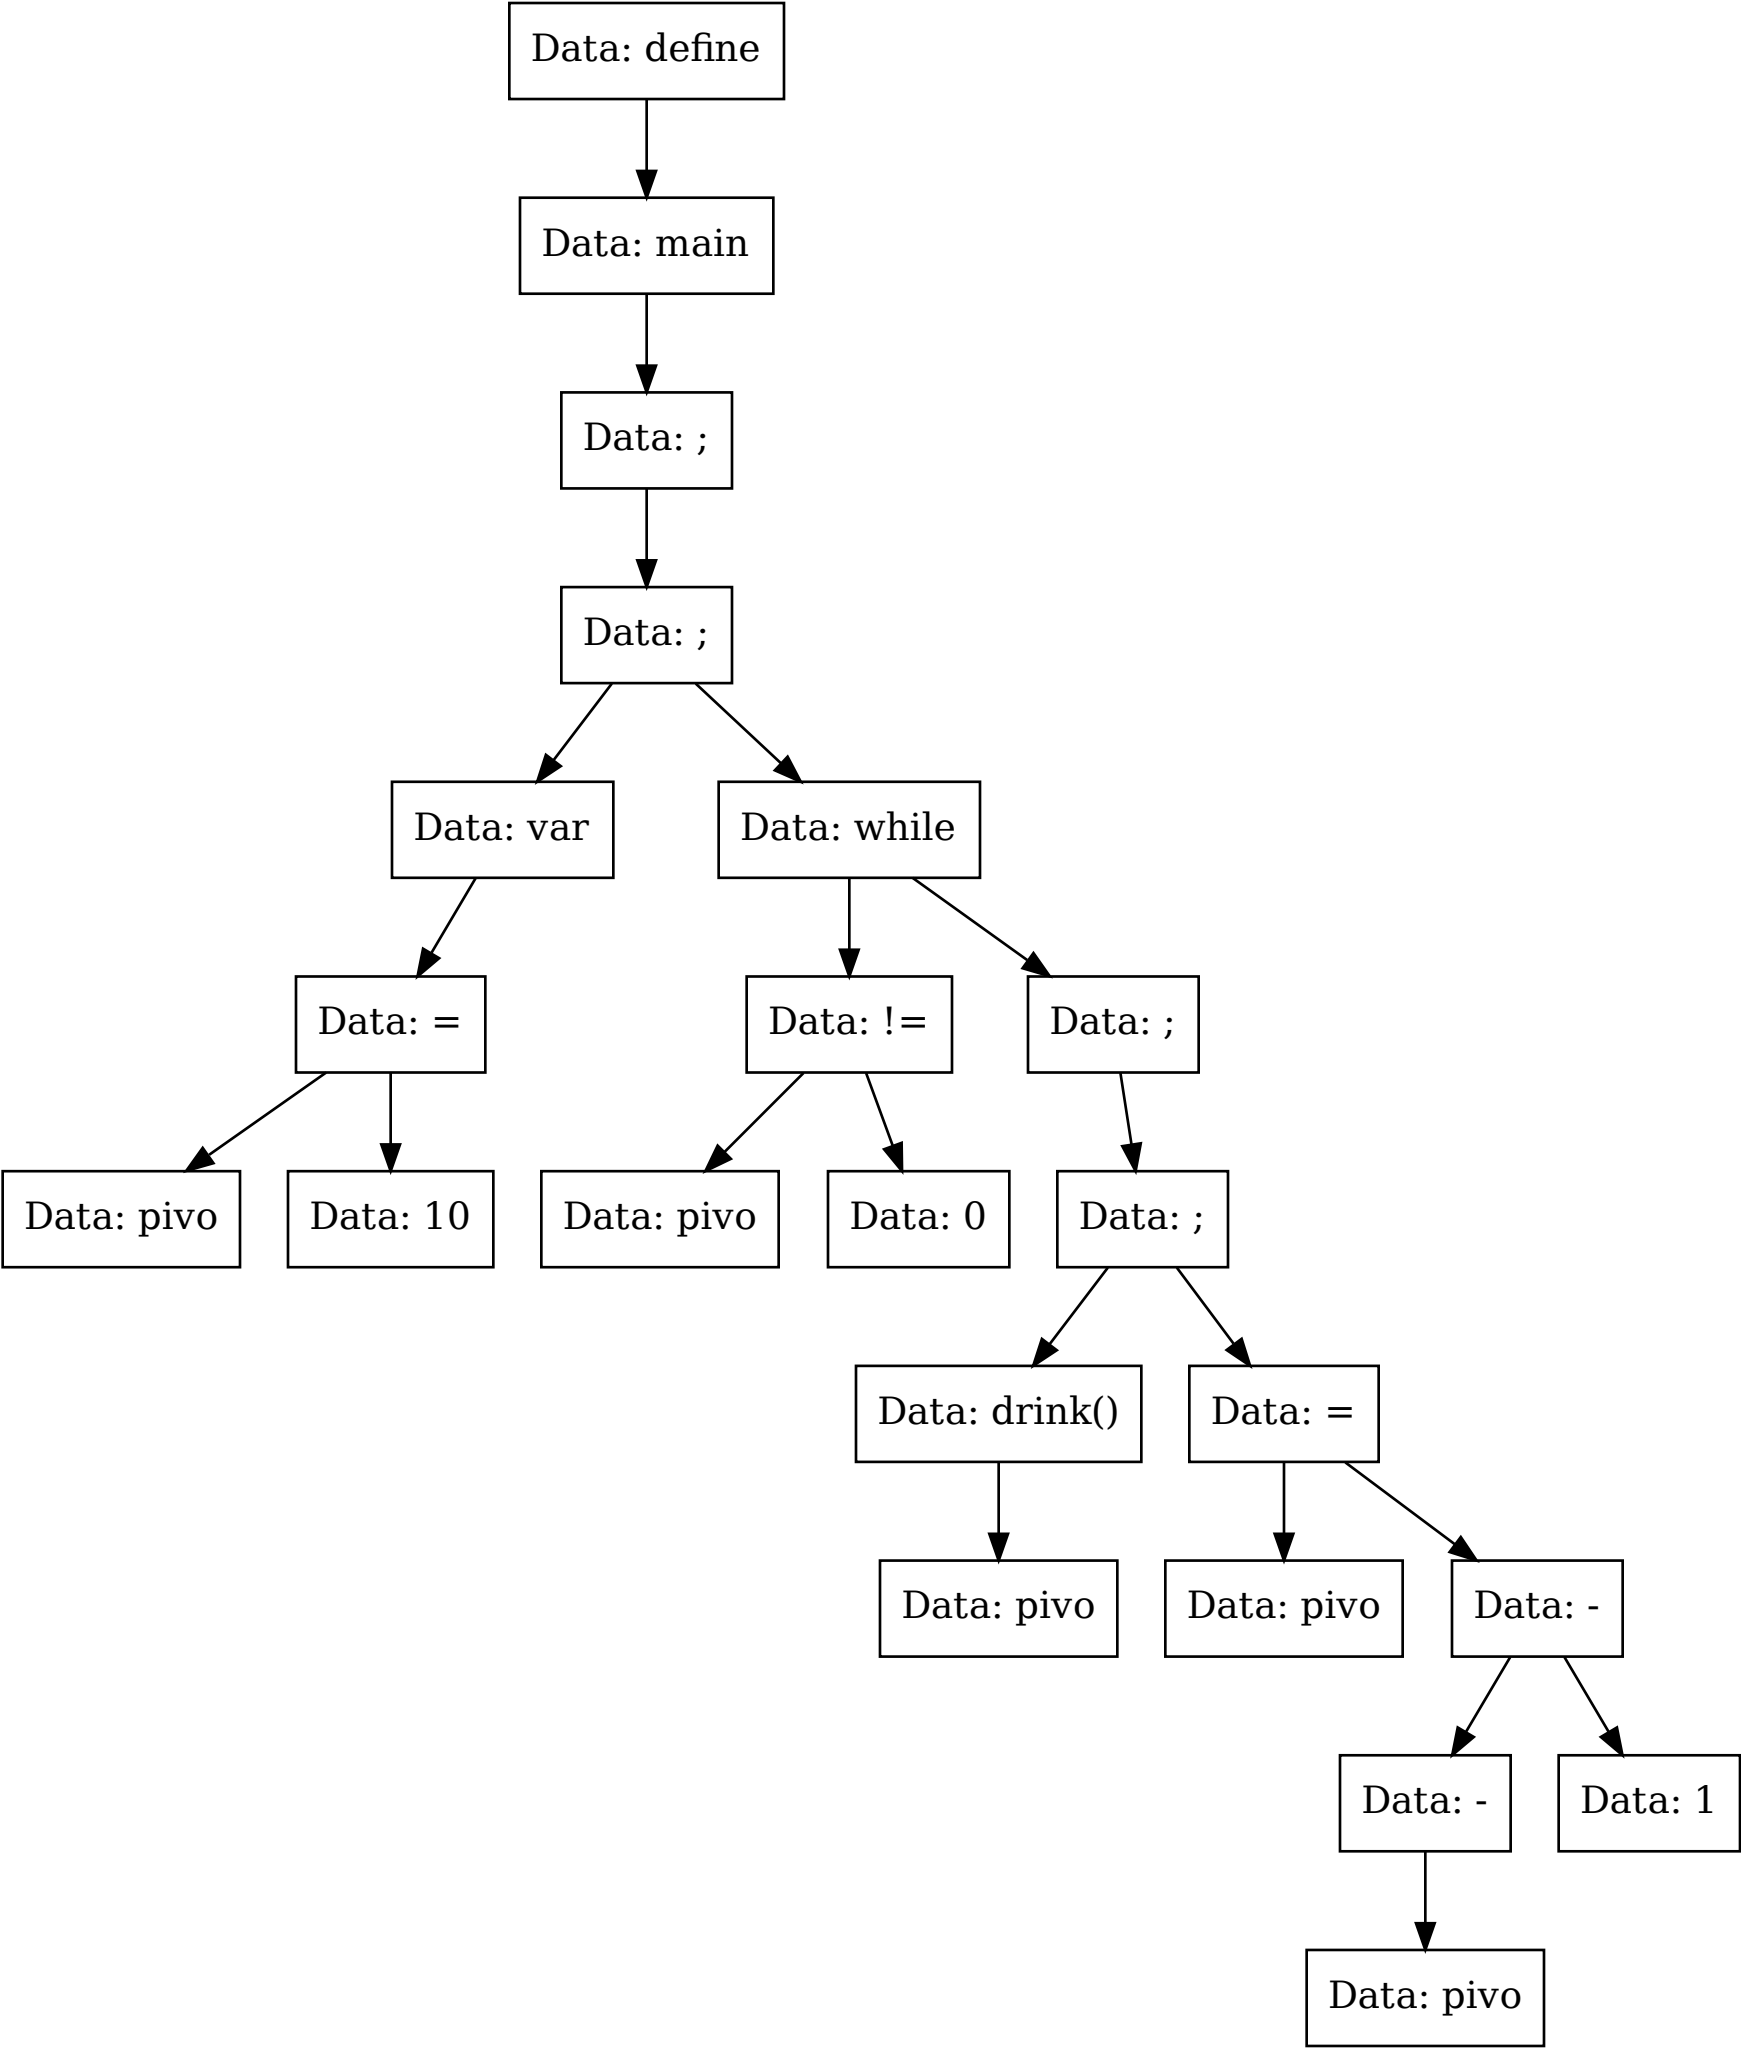 Data: define
Data: main
Data: ;
Data: ;
Data: var
Data: while
Data: =
Data: !=
Data: ;
Data: pivo
Data: 10
Data: pivo
Data: 0
Data: ;
Data: drink()
Data: =
Data: pivo
Data: pivo
Data: -
Data: -
Data: 1
Data: pivo